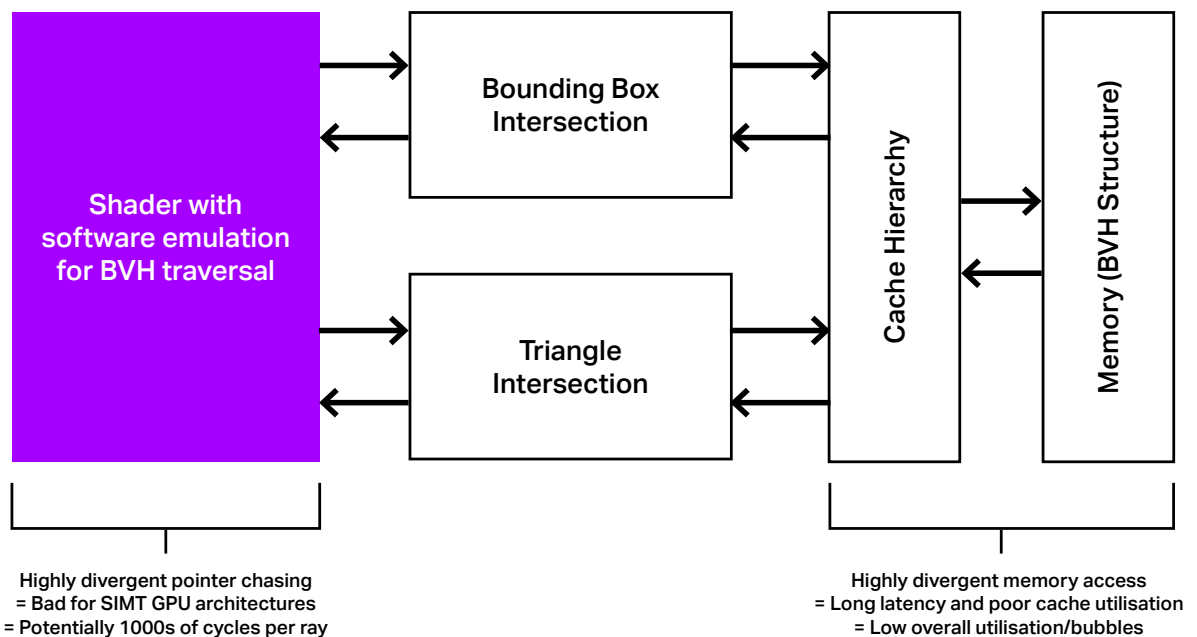 Shader with
software emulation
for BVH traversal
Bounding Box
Intersection
Triangle
Intersection
Cache Hierarchy
Memory (BVH Structure)
Highly divergent pointer chasing
= Bad for SIMT GPU architectures
= Potentially 1000s of cycles per ray
Highly divergent memory access
= Long latency and poor cache utilisation
= Low overall utilisation/bubbles